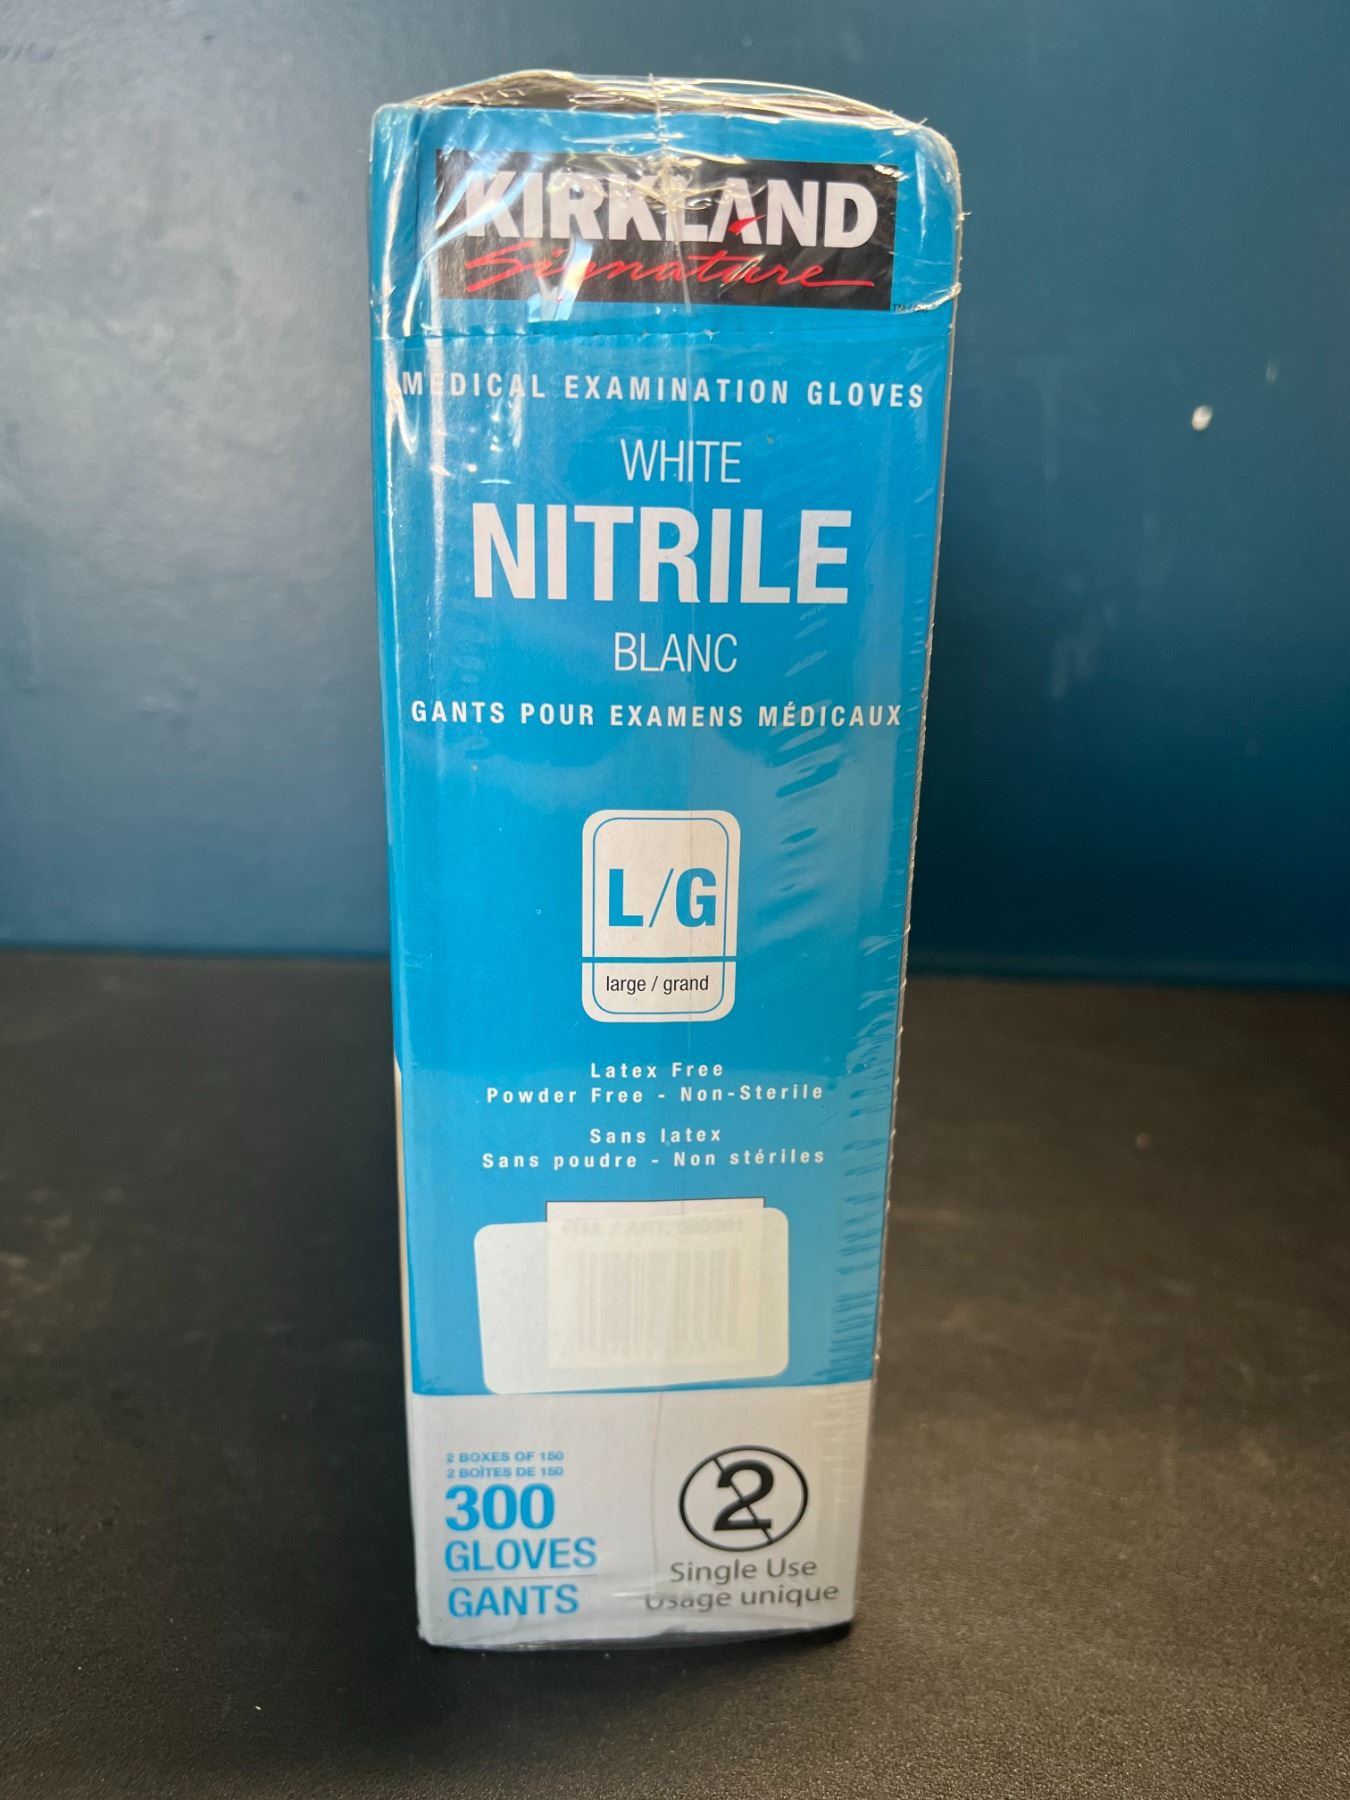 KIRKLAND
Signature
MEDICAL EXAMINATION GLOVES
WHITE
NITRILE
BLANC
GANTS POUR EXAMENS MÉDICAUX
L/G
large / grand
Latex Free
Powder Free - Non-Sterile
Sans latex
Sans poudre - Non stériles
2 BOXES OF 150
2 BOÎTES DE 150
300
GLOVES
GANTS
2
Single Use
Usage unique